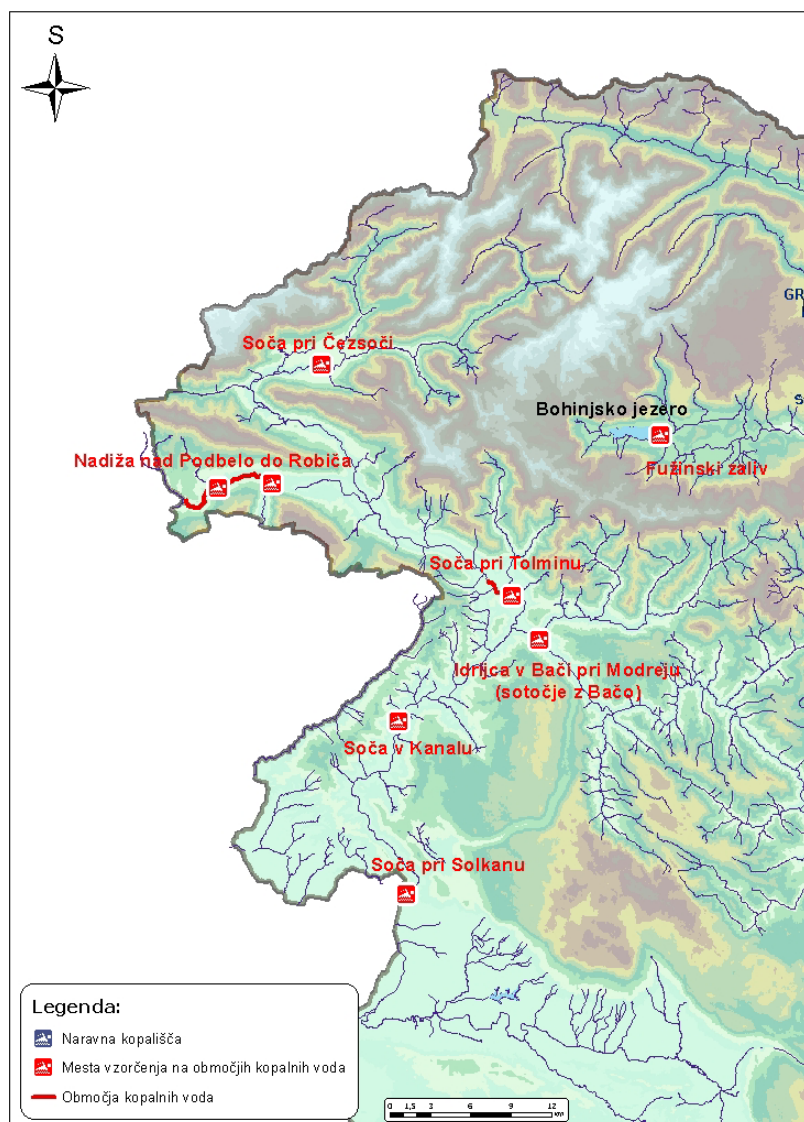 S
GR
Soča pri Čezsoči
S
Bohinjsko jezero
Fužinski zaliv
Nadiža nad Podbelo do Robiča
Soča pri Tolminu
Idrijca v Bači pri Modreju
(sotočje z Bačo)
Soča v Kanalu
Soča pri Solkanu
Legenda:
Naravna kopališča
Mesta vzorčenja na območjih kopalnih voda
Območja kopalnih voda
0 1,5 3 6 9 12
km